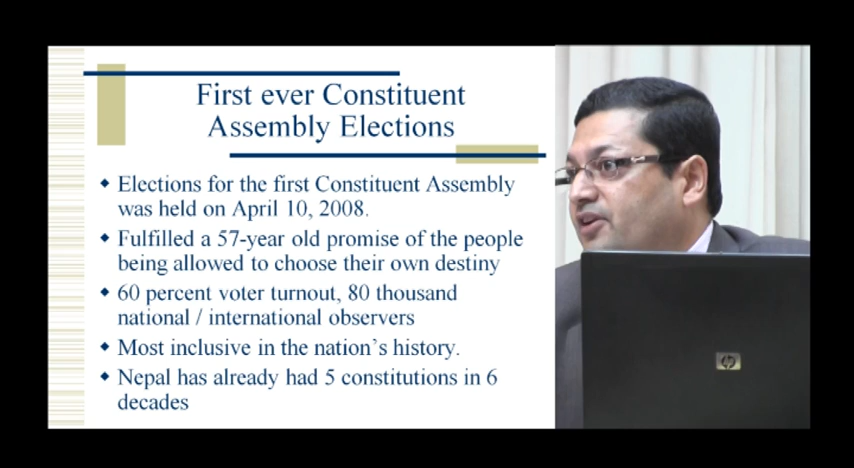 First ever Constituent
Assembly Elections
◆ Elections for the first Constituent Assembly
was held on April 10, 2008.
◆ Fulfilled a 57-year old promise of the people
being allowed to choose their own destiny
◆ 60 percent voter turnout, 80 thousand
national / international observers
◆ Most inclusive in the nation's history.
◆ Nepal has already had 5 constitutions in 6
decades
hp